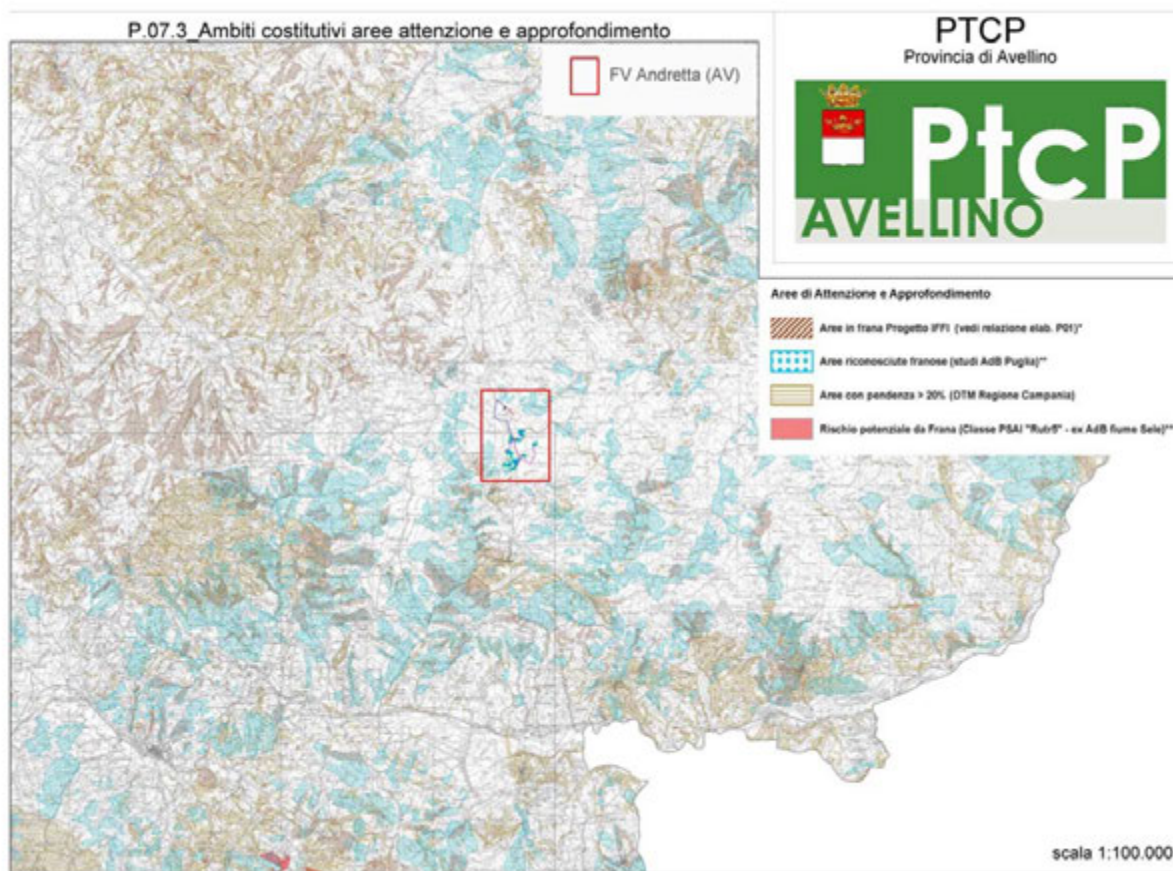 P.07.3_Ambiti costitutivi aree attenzione e approfondimento
FV Andretta (AV)
PTCP
Provincia di Avellino
PtcP
AVELLINO
Aree di Attenzione e Approfondimento
Aree in frana Progetto IFFI (vedi relazione elab. P01)*
Aree riconosciute franose (studi AdB Puglia)**
Aree con pendenza > 20% (DTM Regione Campania)
Rischio potenziale da Frana (Classe PSAI "Rutr5" - ex AdB fiume Sele)**
scala 1:100.000